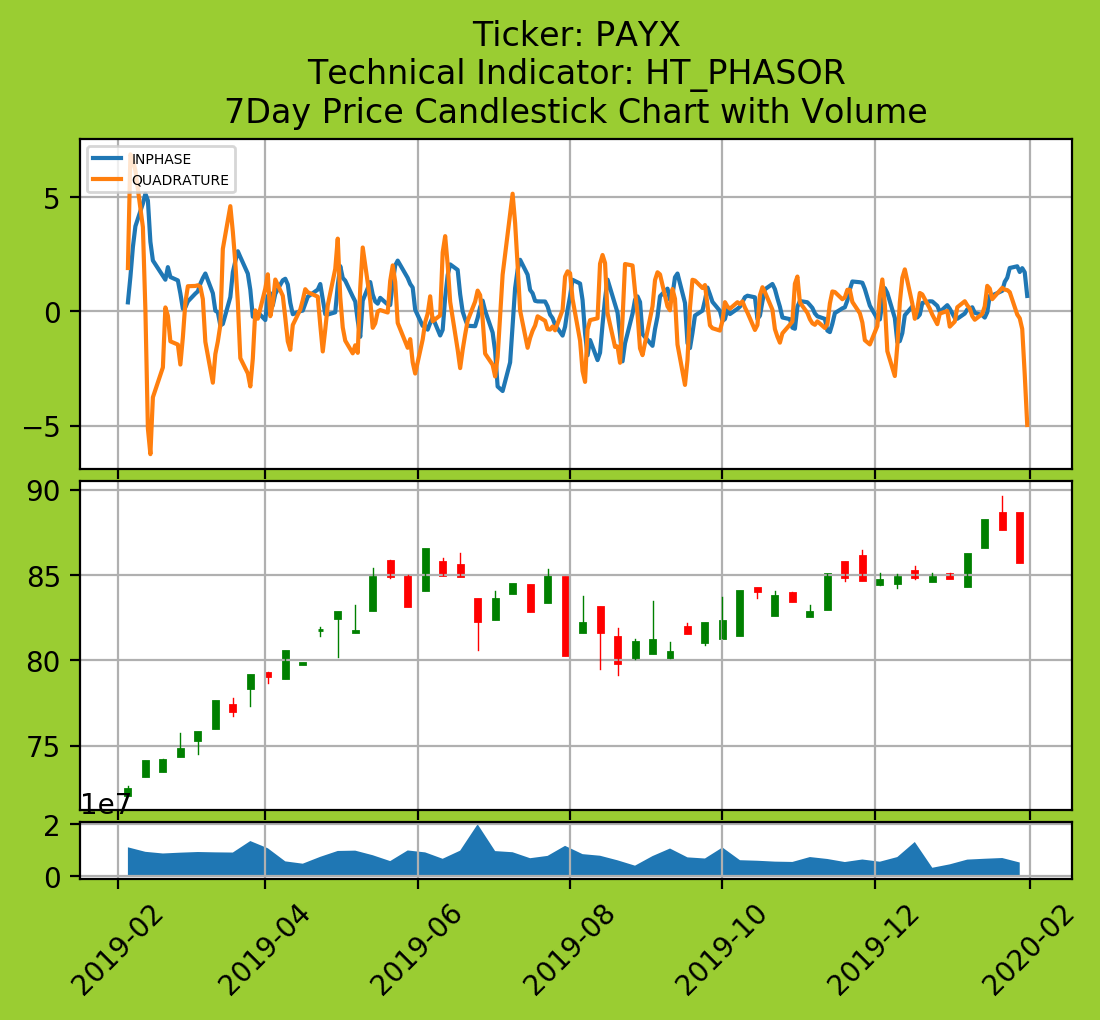 Ticker: PAYX
Technical Indicator: HT_PHASOR
7Day Price Candlestick Chart with Volume
INPHASE
QUADRATURE
5
0
−5
90
85
80
75
1e7
2
0
2019-02
2019-04
2019-06
2019-08
2019-10
2019-12
2020-02